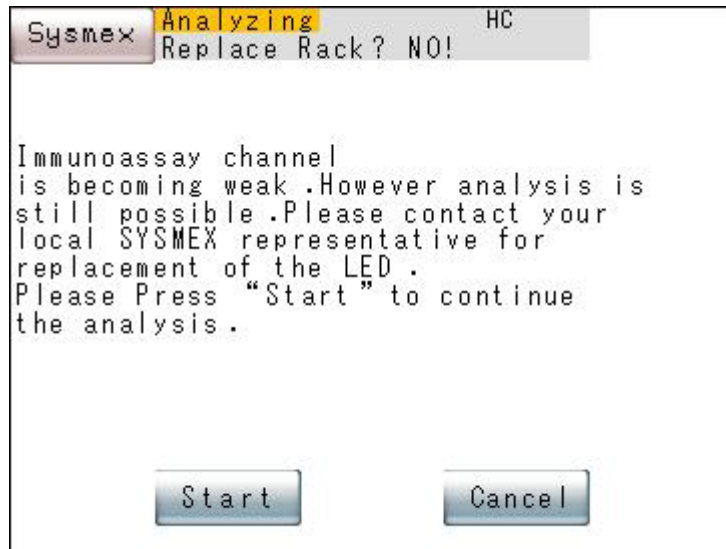 Sysmex
Analyzing HC
Replace Rack? NO!
Immunoassay channel
is becoming weak .However analysis is
still possible .Please contact your
local SYSMEX representative for
replacement of the LED .
Please Press “Start” to continue
the analysis .
Start Cancel